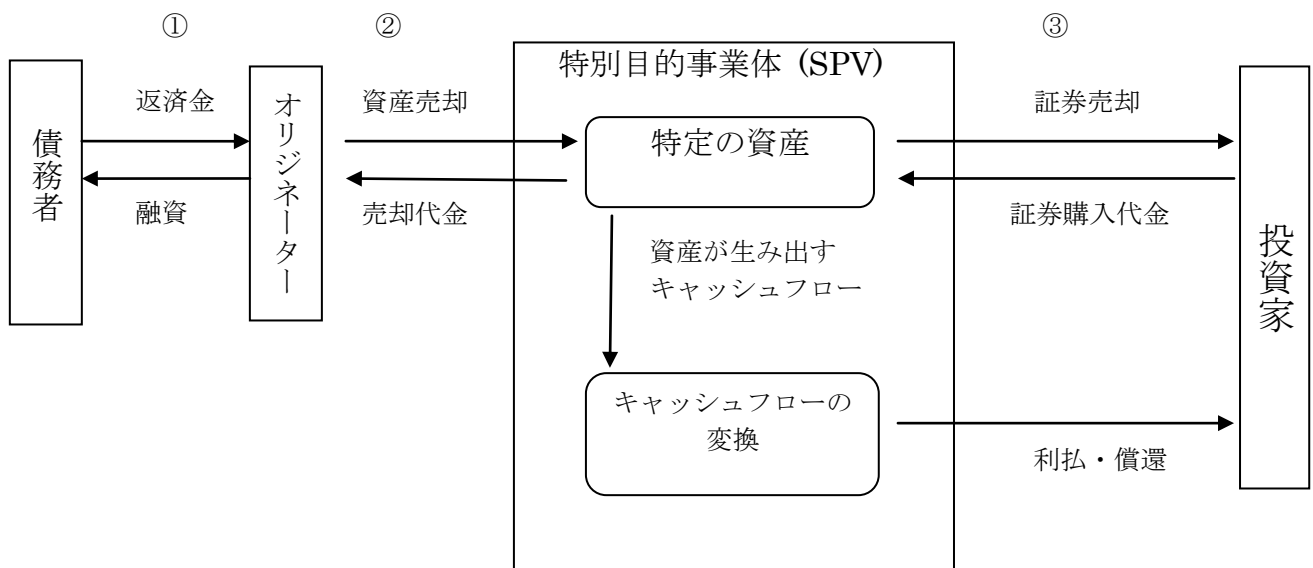 ①
②
③
特別目的事業体 (SPV)
債務者
返済金
融資
オリジネーター
資産売却
売却代金
特定の資産
資産が生み出す
キャッシュフロー
キャッシュフローの
変換
証券売却
証券購入代金
利払・償還
投資家